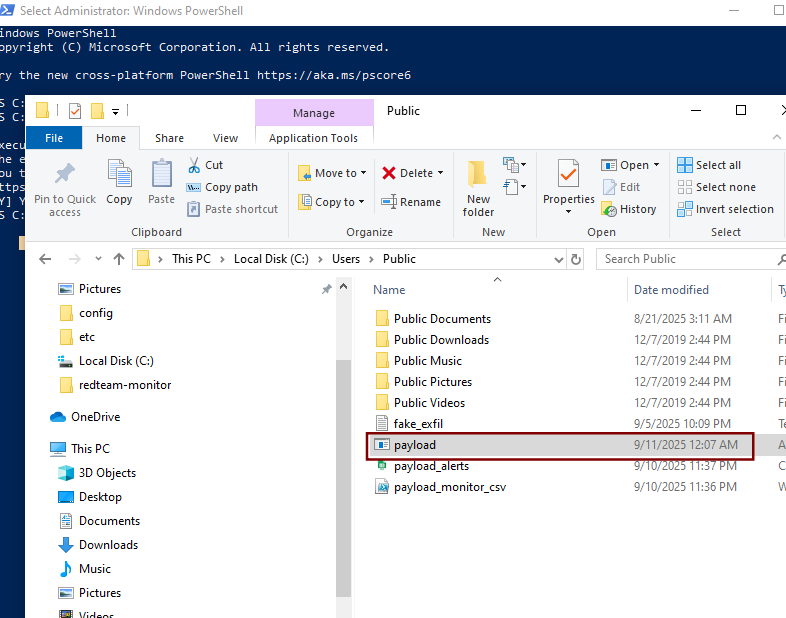 Select Administrator: Windows PowerShell
indows PowerShell
opyright (C) Microsoft Corporation. All rights reserved.
ry the new cross-platform PowerShell https://aka.ms/pscore6
S C:
S C:
xecu
he e
ou t
ttps
Y] Y
S C:
Manage
Public
File
Home
Share
View
Application Tools
Pin to Quick access
Copy
Paste
Cut
Copy path
Paste shortcut
Clipboard
Move to
Copy to
Delete
Rename
Organize
New folder
New
Properties
Open
Edit
History
Open
Select all
Select none
Invert selection
Select
This PC > Local Disk (C:) > Users > Public
Search Public
Pictures
config
etc
Local Disk (C:)
redteam-monitor
OneDrive
This PC
3D Objects
Desktop
Documents
Downloads
Music
Pictures
Videos
Name Date modified Ty
Public Documents 8/21/2025 3:11 AM Fi
Public Downloads 12/7/2019 2:44 PM Fi
Public Music 12/7/2019 2:44 PM Fi
Public Pictures 12/7/2019 2:44 PM Fi
Public Videos 12/7/2019 2:44 PM Fi
fake_exfil 9/5/2025 10:09 PM Te
payload 9/11/2025 12:07 AM A
payload_alerts 9/10/2025 11:37 PM C
payload_monitor_csv 9/10/2025 11:36 PM W